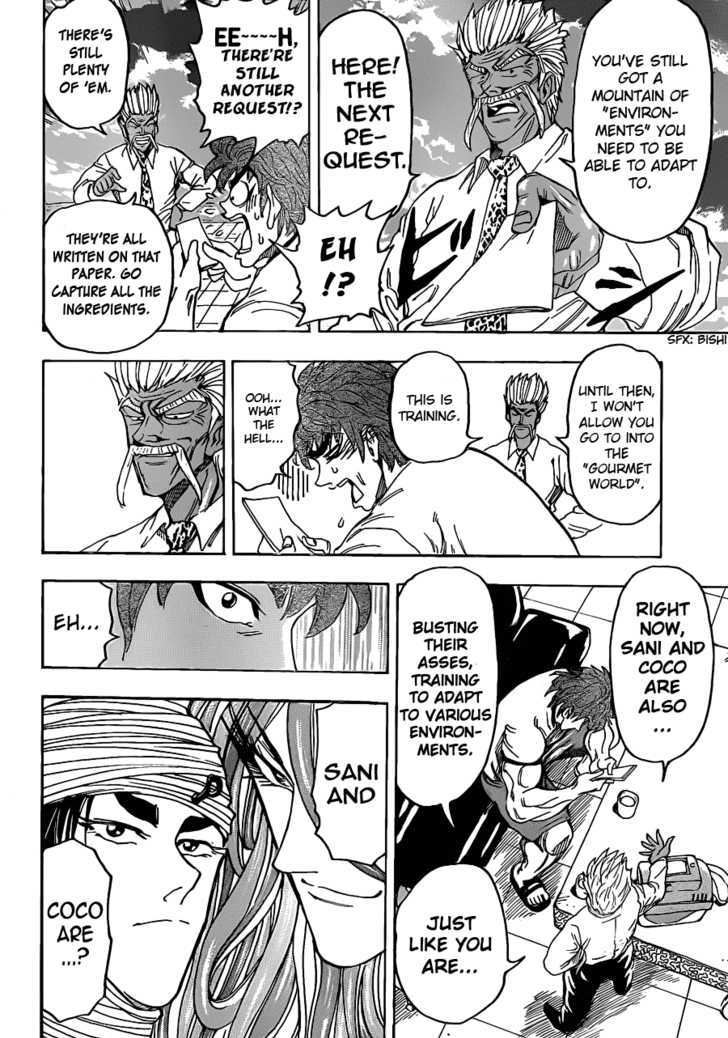 YOU'VE STILL
GOT A
MOUNTAIN OF
"ENVIRON-
MENTS" YOU
NEED TO BE
ABLE TO ADAPT
TO.
HERE!
THE
NEXT
RE-
QUEST.
EH
!?
EE~~~~H,
THERE'RE
STILL
ANOTHER
REQUEST!?
THERE'S
STILL
PLENTY
OF 'EM.
THEY'RE ALL
WRITTEN ON THAT
PAPER. GO
CAPTURE ALL THE
INGREDIENTS.
ビシッ
SFX: BISHI
UNTIL THEN,
I WON'T
ALLOW YOU
GO TO INTO
THE
"GOURMET
WORLD".
THIS IS
TRAINING.
OOH...
WHAT
THE
HELL...
RIGHT
NOW,
SANI AND
COCO
ARE
ALSO
...
BUSTING
THEIR
ASSES,
TRAINING
TO ADAPT
TO VARIOUS
ENVIRON-
MENTS.
JUST
LIKE YOU
ARE...
EH...
SANI
AND
COCO
ARE
...?